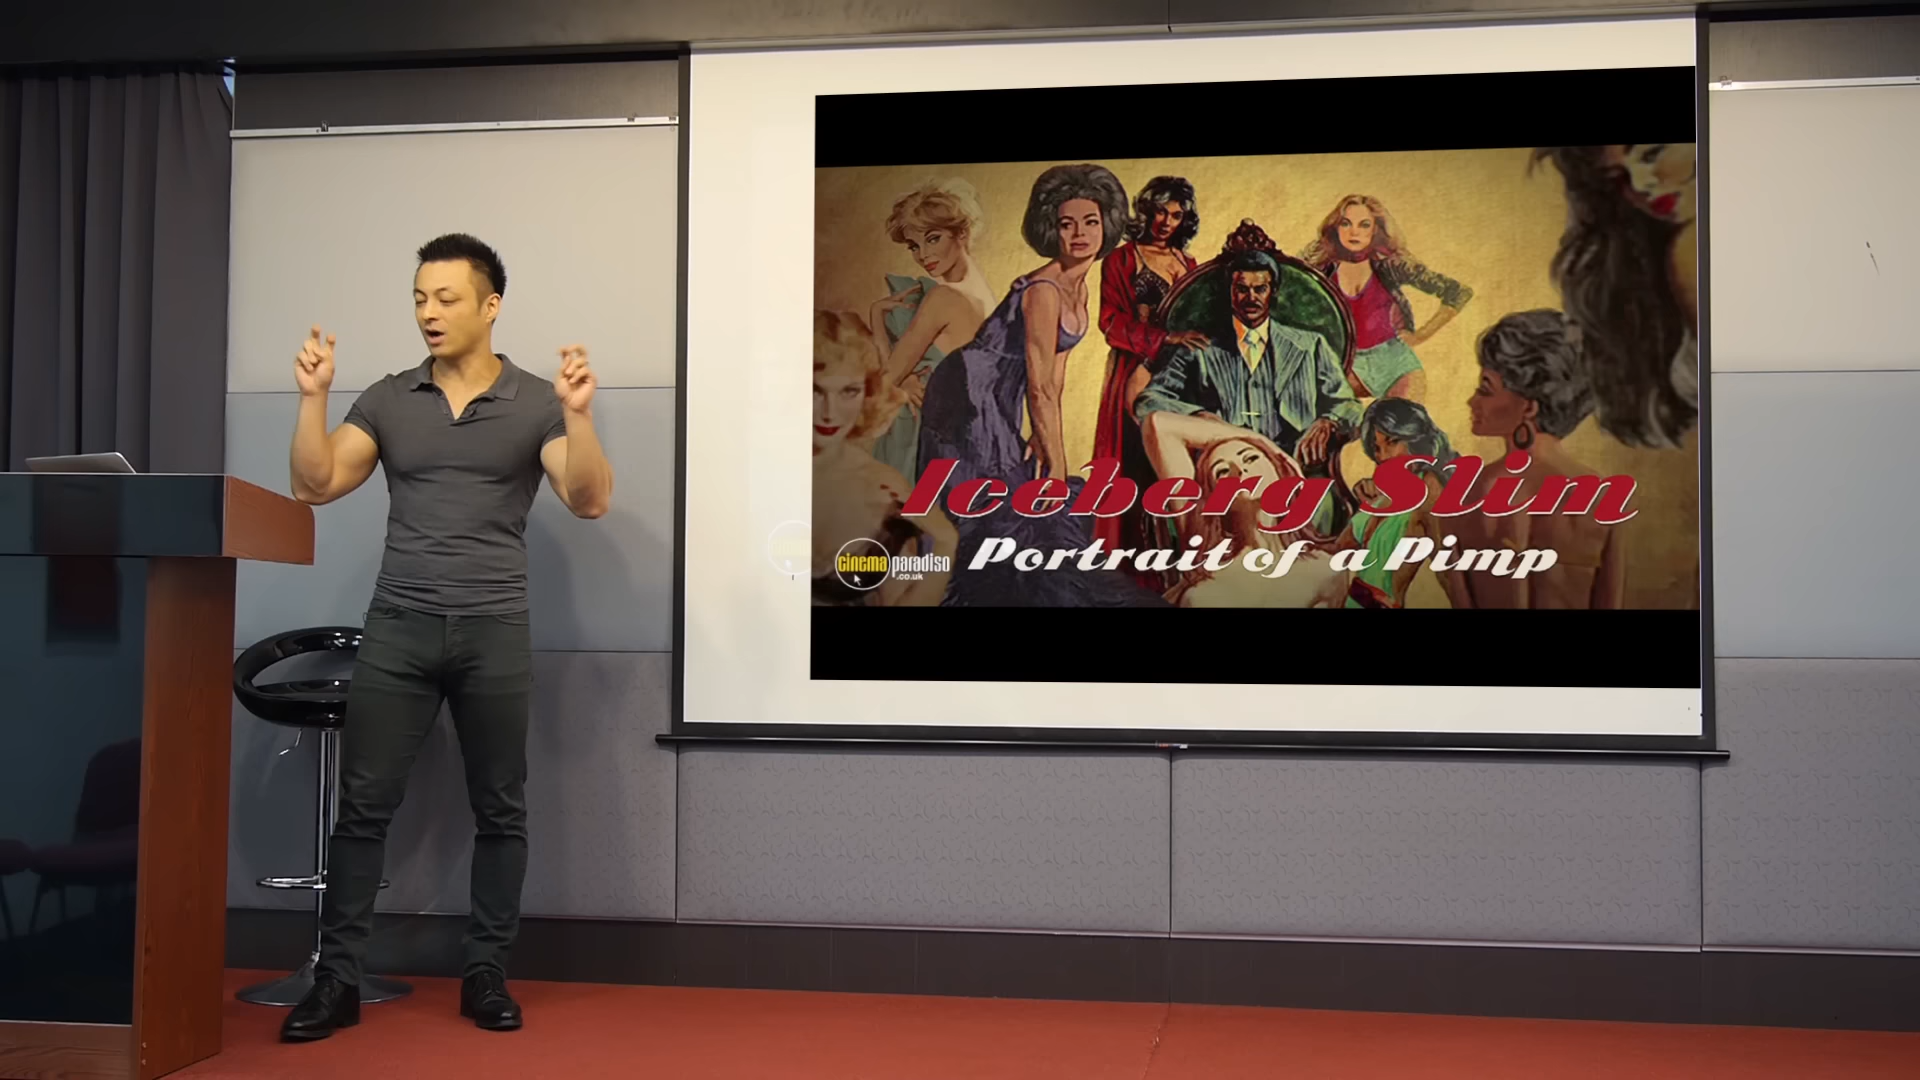 Iceberg Slim
Portrait of a Pimp
cinema paradiso
.co.uk